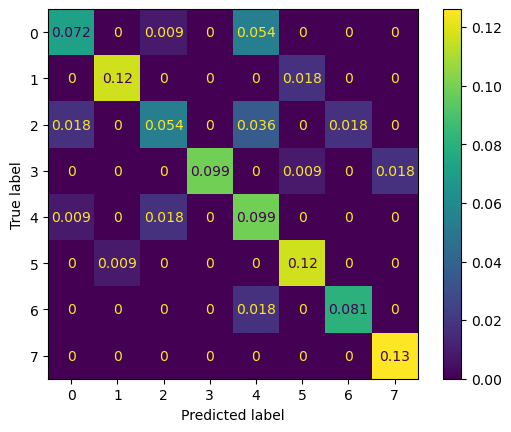 0 0.072 0 0.009 0 0.054 0 0 0
1 0 0.12 0 0 0 0.018 0 0
2 0.018 0 0.054 0 0.036 0 0.018 0
3 0 0 0 0.099 0 0.009 0 0.018
4 0.009 0 0.018 0 0.099 0 0 0
5 0 0.009 0 0 0 0.12 0 0
6 0 0 0 0 0.018 0 0.081 0
7 0 0 0 0 0 0 0 0.13
0 1 2 3 4 5 6 7
Predicted label
True label
0.12
0.10
0.08
0.06
0.04
0.02
0.00